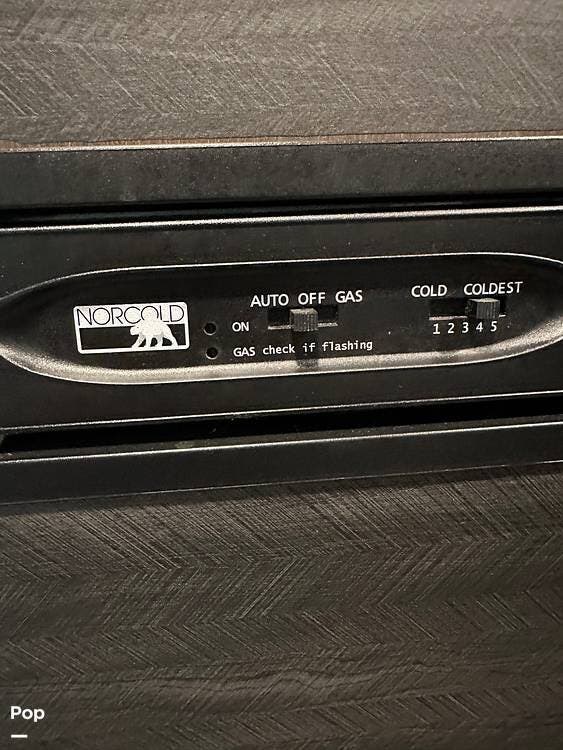 AUTO OFF GAS
COLD COLDEST
NORCOLD
ON
1 2 3 4 5
GAS check if flashing
Pop